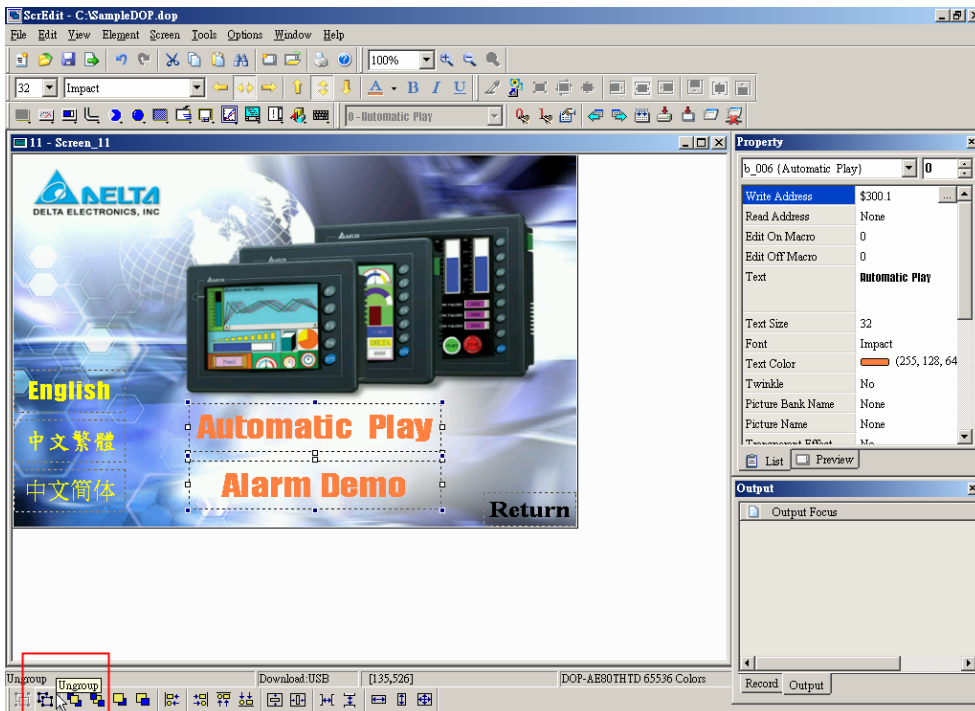 ScrEdit - C:\SampleDOP.dop
File Edit View Element Screen Tools Options Window Help
100%
32 Impact A B I U
0 - Automatic Play
11 - Screen_11
DELTA
DELTA ELECTRONICS, INC
English
中文繁體
中文简体
Automatic Play
Alarm Demo
Return
Property
b_006 {Automatic Play} 0
Write Address $300.1 ...
Read Address None
Edit On Macro 0
Edit Off Macro 0
Text Automatic Play
Text Size 32
Font Impact
Text Color (255, 128, 64
Twinkle No
Picture Bank Name None
Picture Name None
Transparent Effect No
List Preview
Output
Output Focus
Record Output
Ungroup Download:USB [135,526] DOP-AE80THTD 65536 Colors
Ungroup